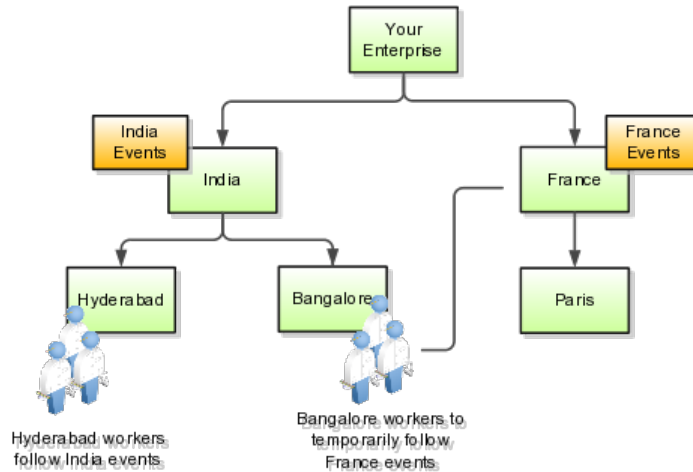 Your
Enterprise
India
Events
France
Events
India
France
Hyderabad
Bangalore
Paris
Hyderabad workers
follow India events
Bangalore workers to
temporarily follow
France events